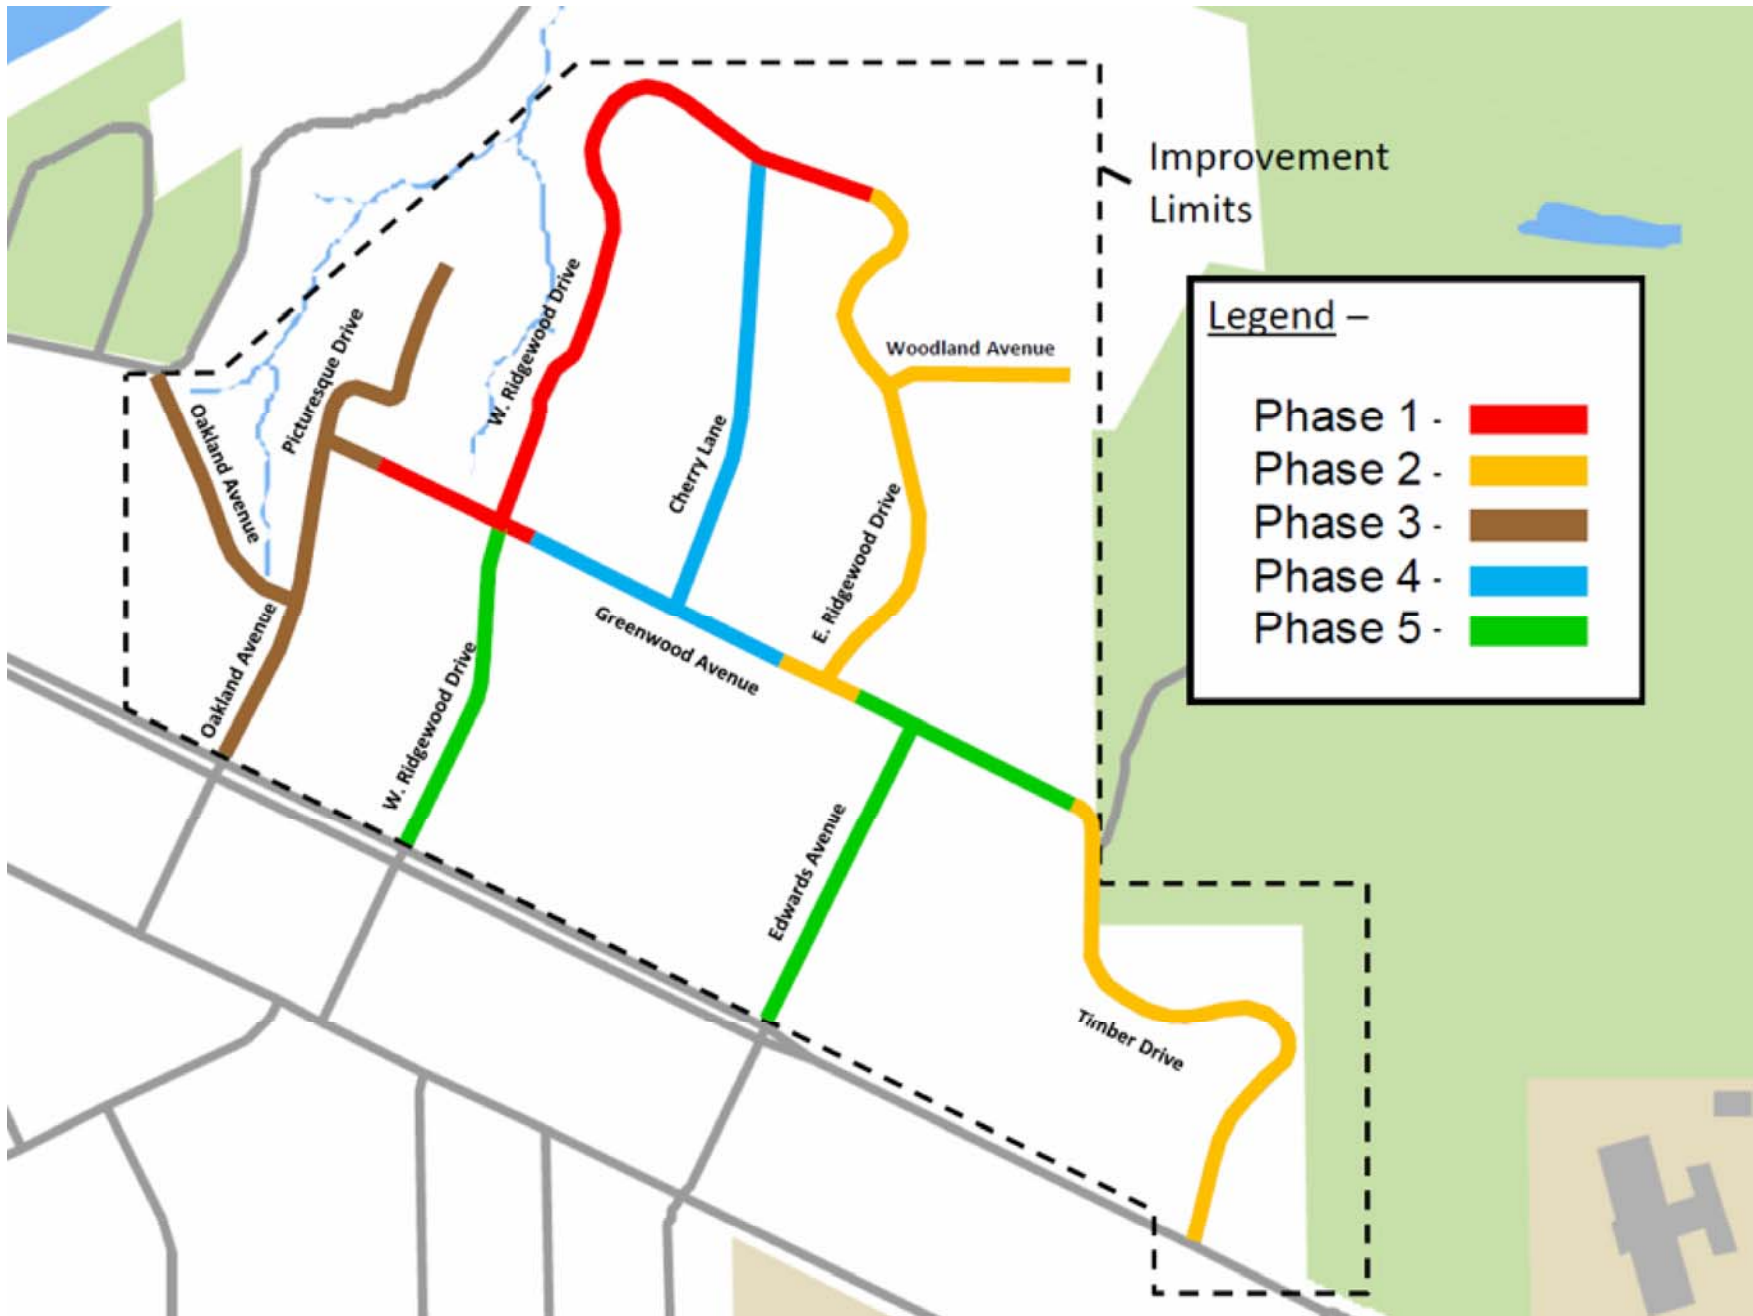 Improvement
Limits
Legend –
Phase 1 -
Phase 2 -
Phase 3 -
Phase 4 -
Phase 5 -
W. Ridgewood Drive
Picturesque Drive
Woodland Avenue
Oakland Avenue
Cherry Lane
E. Ridgewood Drive
Oakland Avenue
Greenwood Avenue
W. Ridgewood Drive
Edwards Avenue
Timber Drive